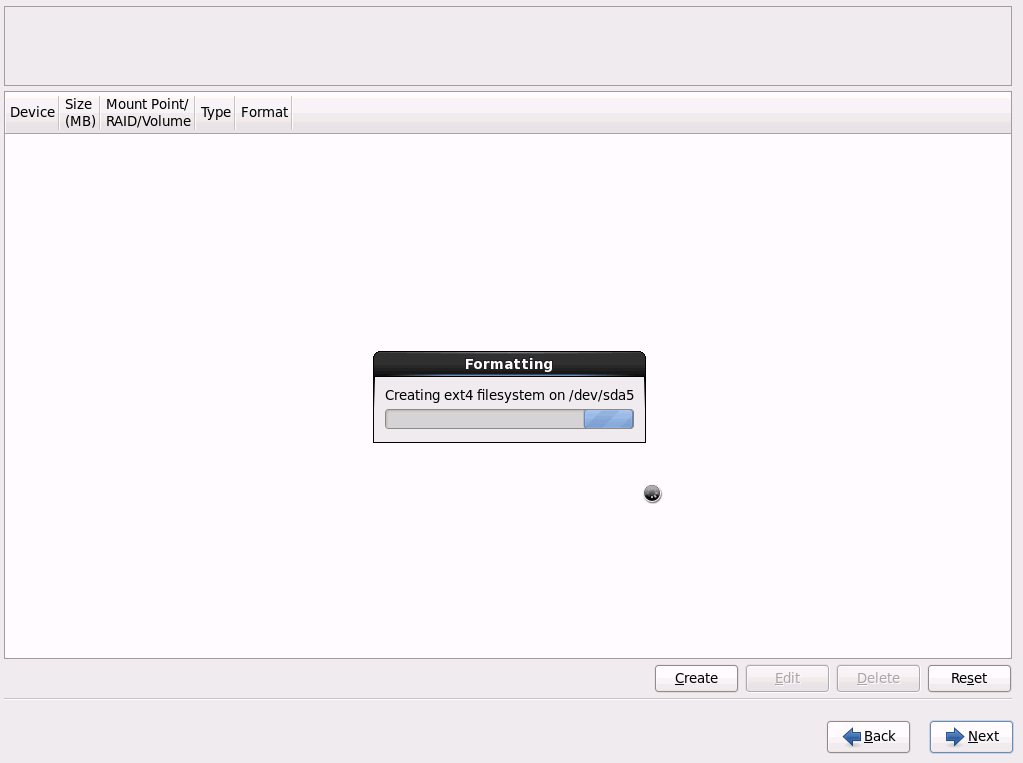 Device
Size
(MB)
Mount Point/
RAID/Volume
Type
Format
Formatting
Creating ext4 filesystem on /dev/sda5
Create
Edit
Delete
Reset
Back
Next